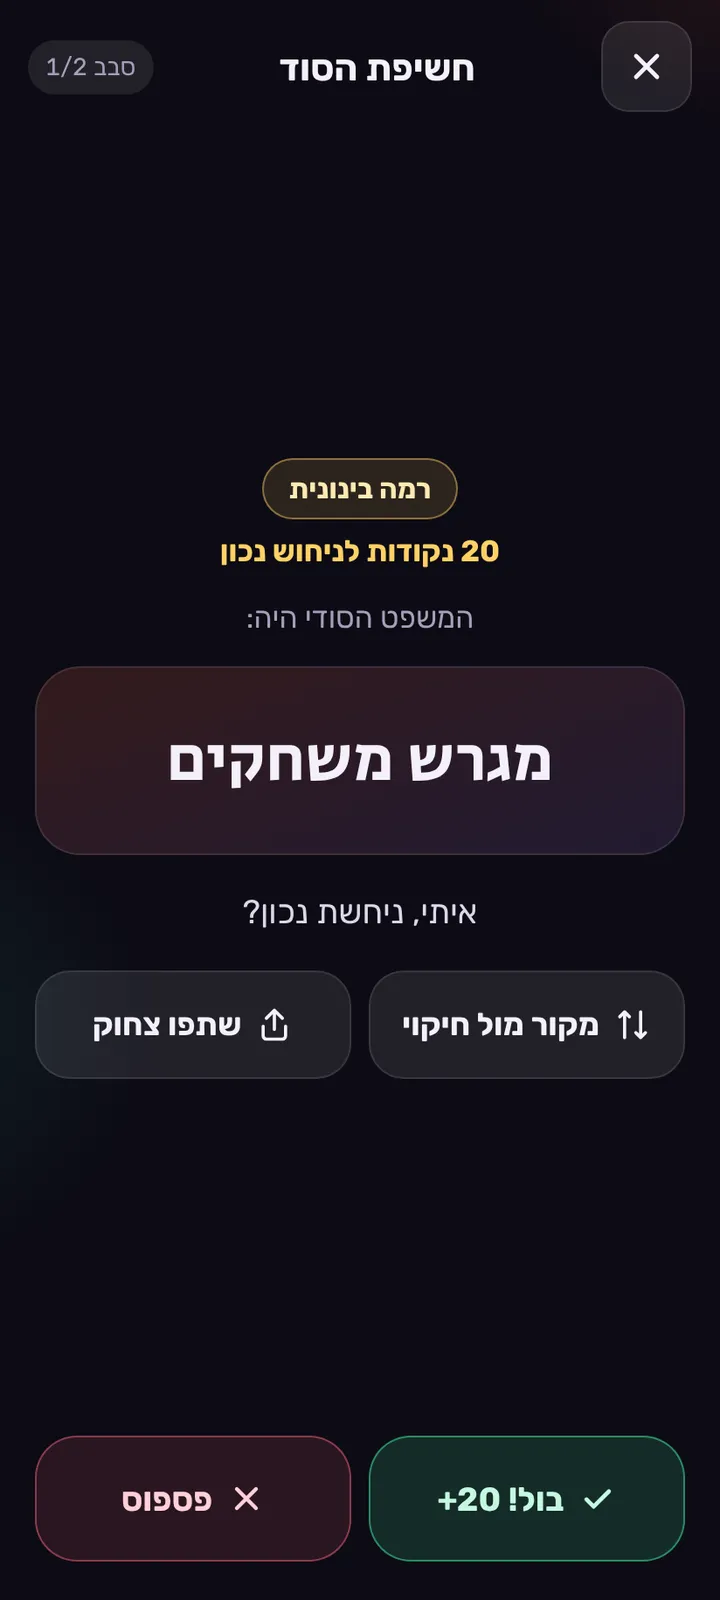 חשיפת הסוד
סבב 1/2
רמה בינונית
20 נקודות לניחוש נכון
המשפט הסודי היה:
מגרש משחקים
איתי, ניחשת נכון?
מקור מול חיקוי
שתפו צחוק
בול! 20+
פספוס